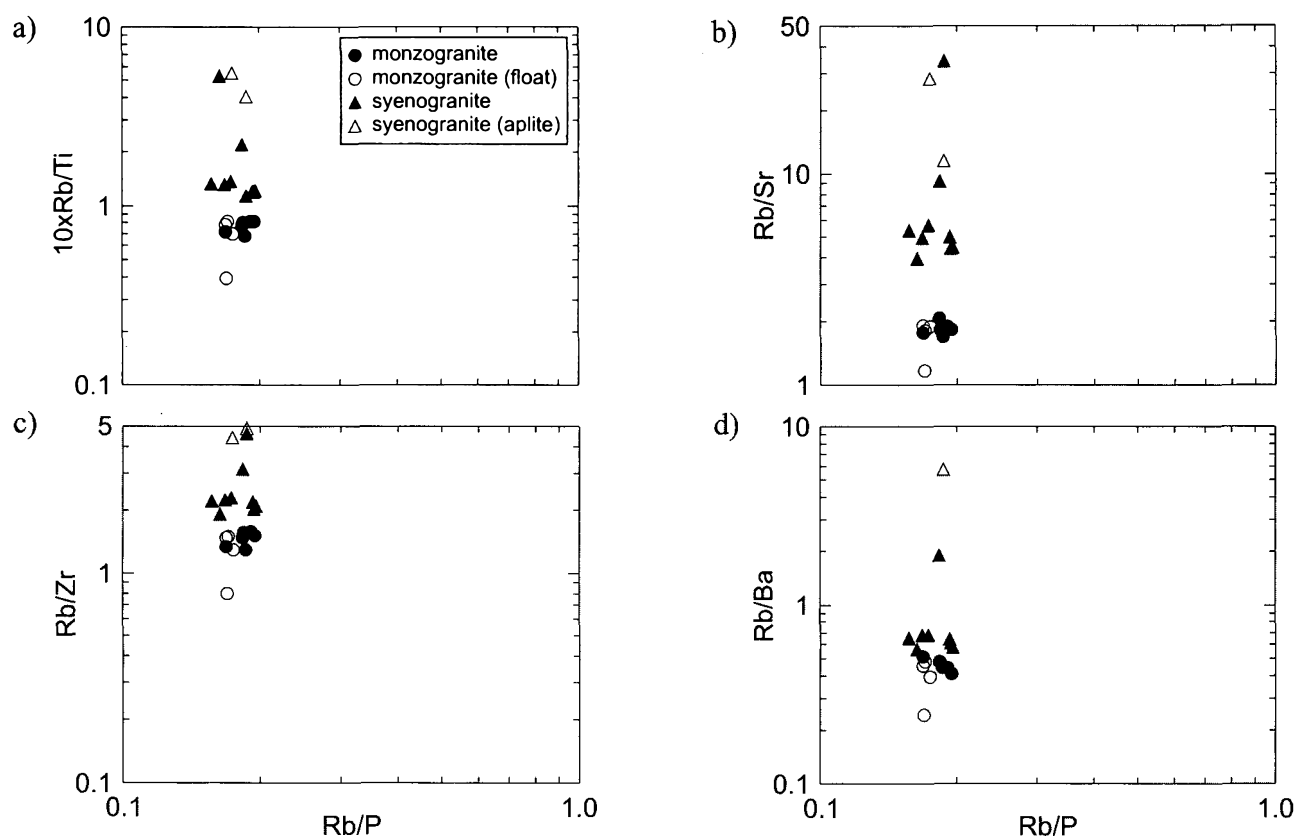 a)
10
10xRb/Ti
1
0.1
● monzogranite
○ monzogranite (float)
▲ syenogranite
△ syenogranite (aplite)
b)
50
10
Rb/Sr
1
c)
5
Rb/Zr
1
0.1
0.1
Rb/P
1.0
d)
10
Rb/Ba
1
0.1
0.1
Rb/P
1.0